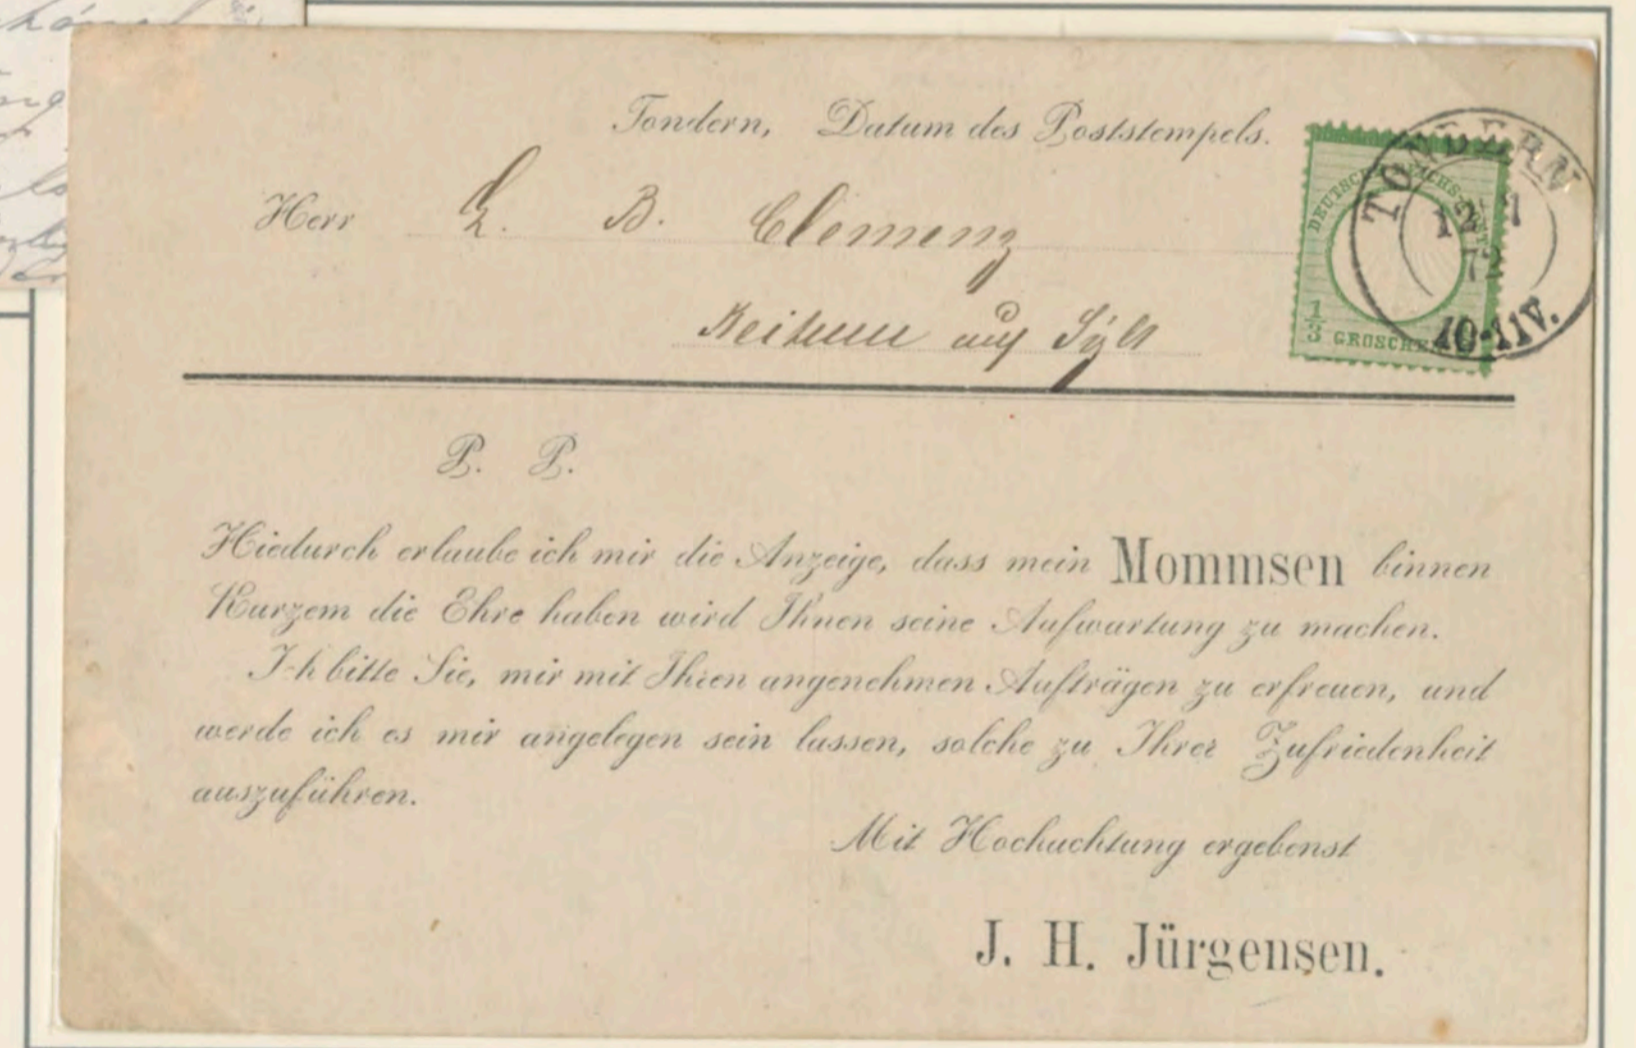 Tondern, Datum des Poststempels.
DEUTSCHE REICHSPOST
1/3 GROSCHEN
TONDERN
12 7
72
10-11V.
Herr L. B. Clemenz
Keitum auf Sylt
P. P.
Hiedurch erlaube ich mir die Anzeige, dass mein Mommsen binnen
Kurzem die Ehre haben wird Ihnen seine Aufwartung zu machen.
Ich bitte Sie, mir mit Ihren angenehmen Aufträgen zu erfreuen, und
werde ich es mir angelegen sein lassen, solche zu Ihrer Zufriedenheit
auszuführen.
Mit Hochachtung ergebenst
J. H. Jürgensen.